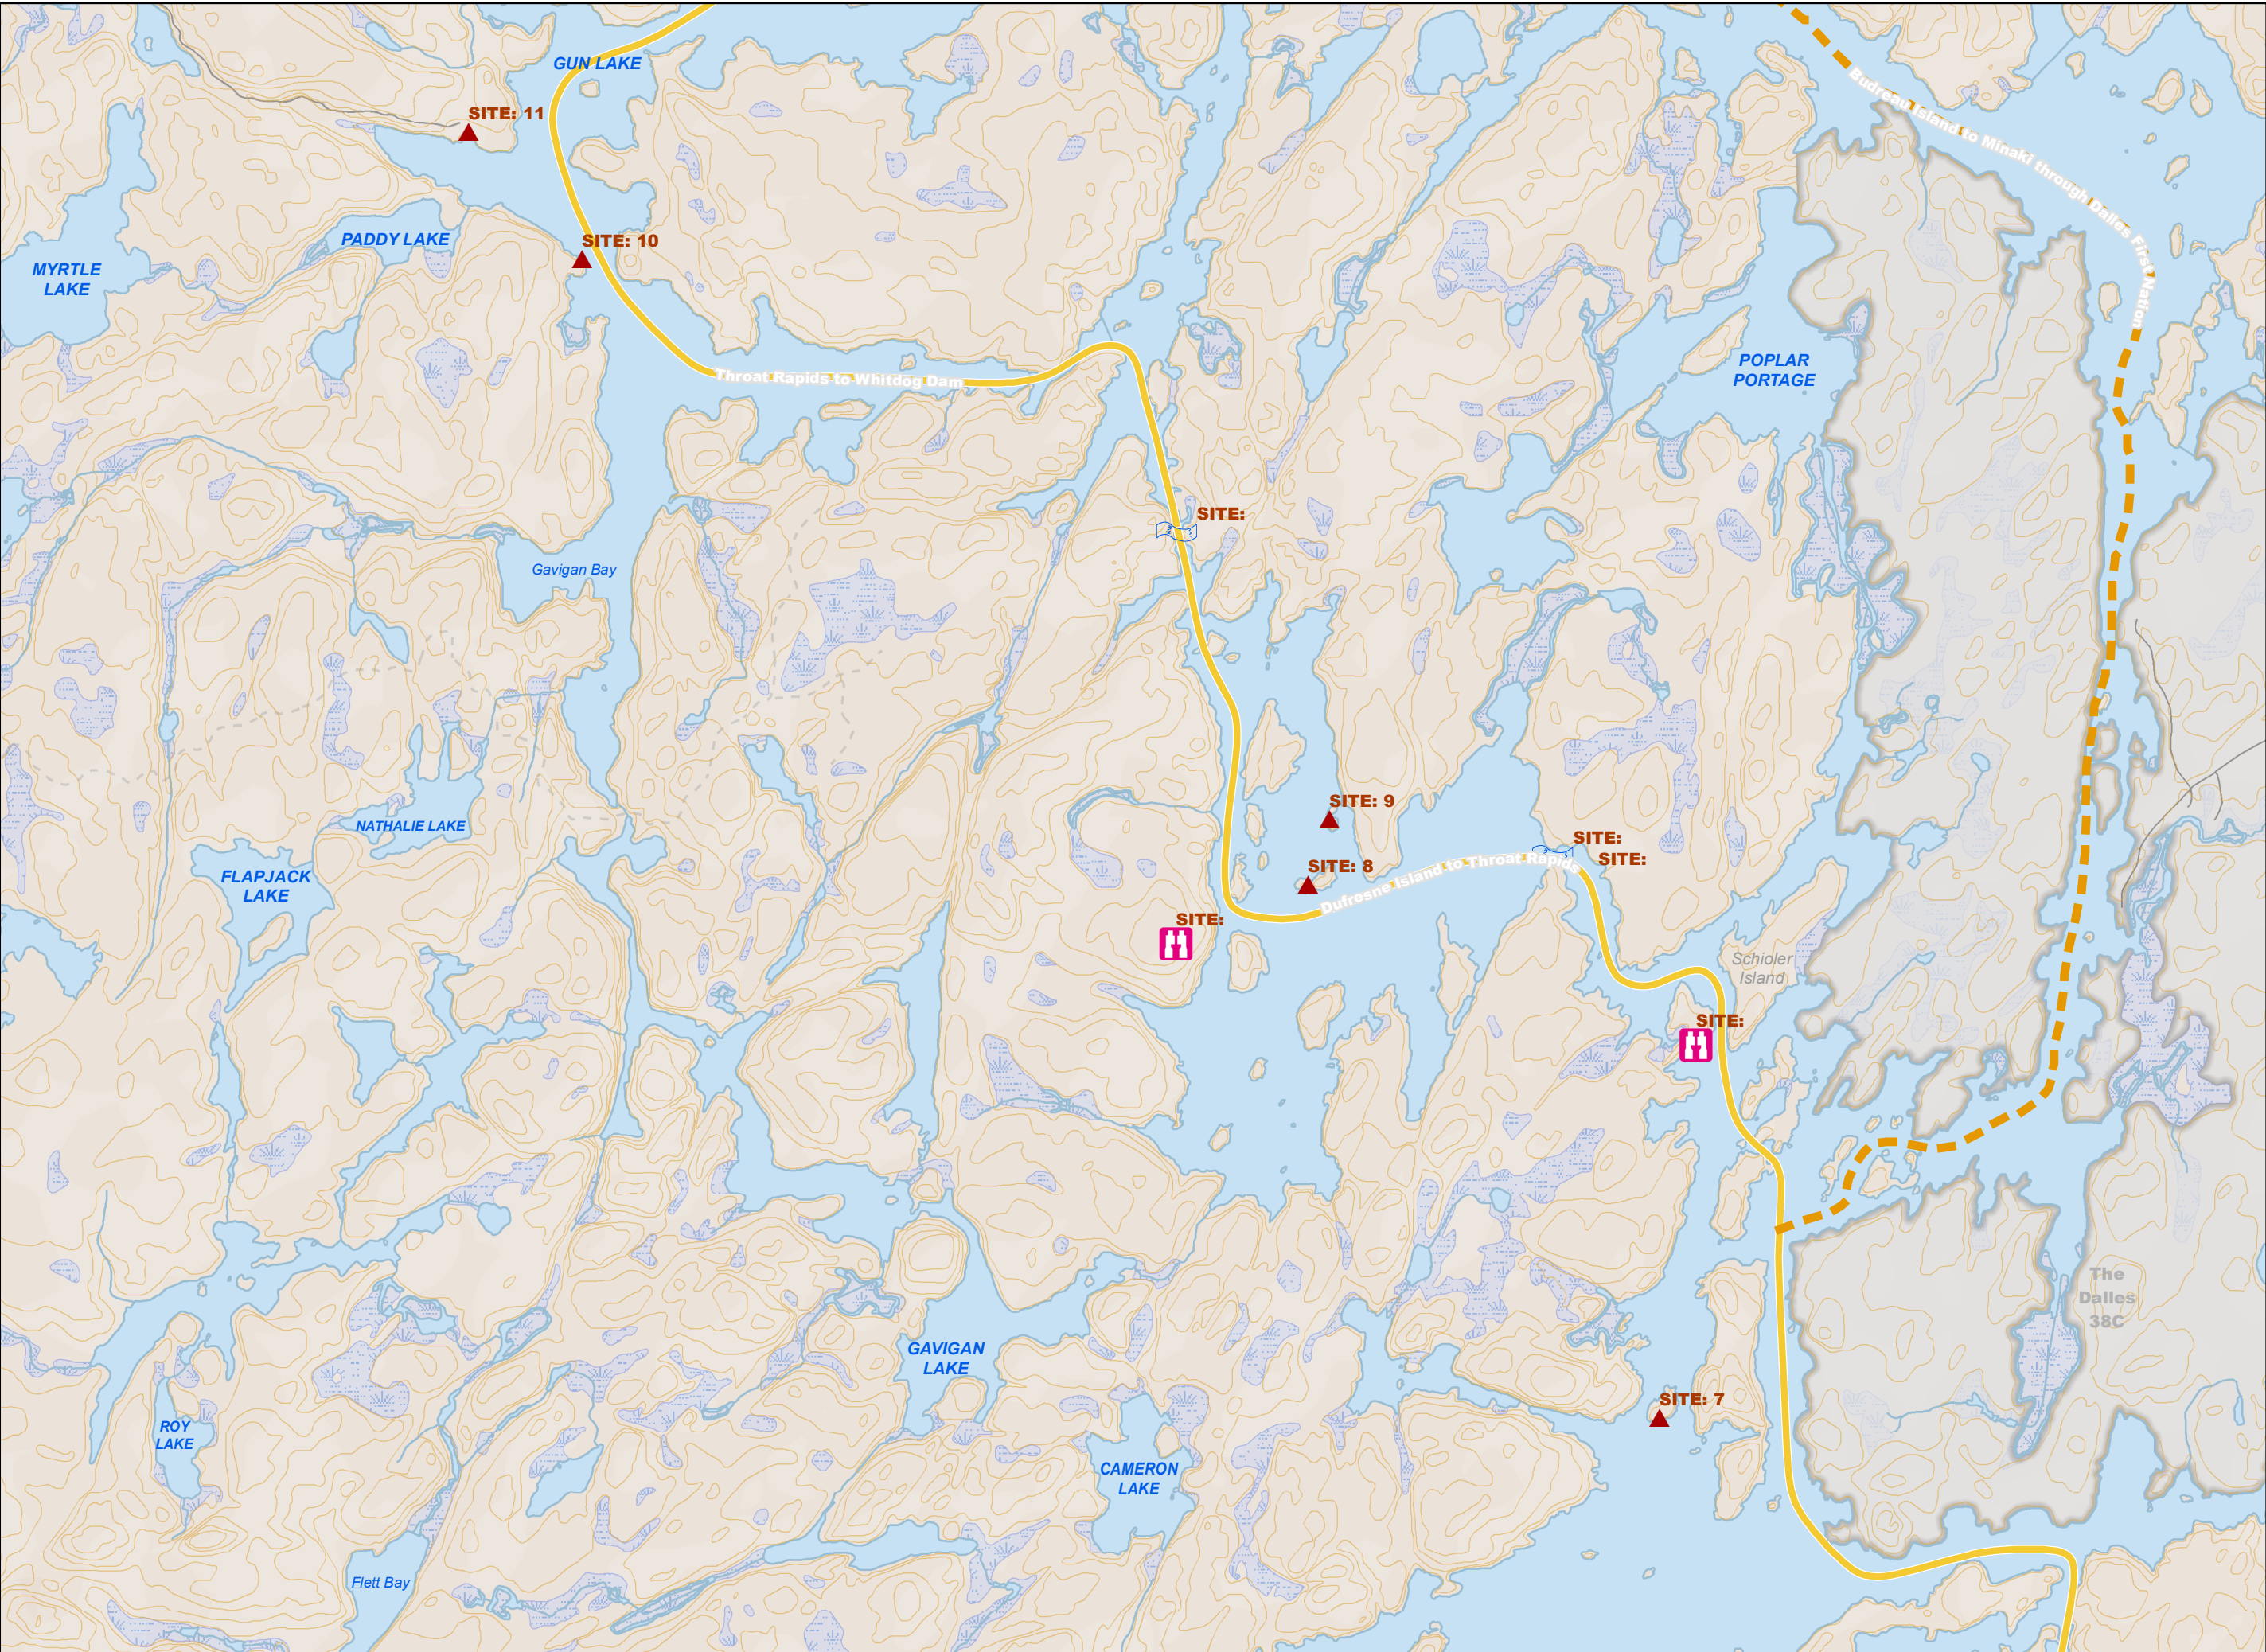 GUN LAKE
Budreau Island to Minaki through Dalles First Nation
SITE: 11
PADDY LAKE
SITE: 10
MYRTLE
LAKE
POPLAR
PORTAGE
Throat Rapids to Whitdog Dam
SITE:
Gavigan Bay
SITE: 9
NATHALIE LAKE
SITE:
SITE:
SITE: 8
Dufresne Island to Throat Rapids
FLAPJACK
LAKE
SITE:
Schioler
Island
SITE:
The
Dalles
38C
GAVIGAN
LAKE
SITE: 7
ROY
LAKE
CAMERON
LAKE
Flett Bay